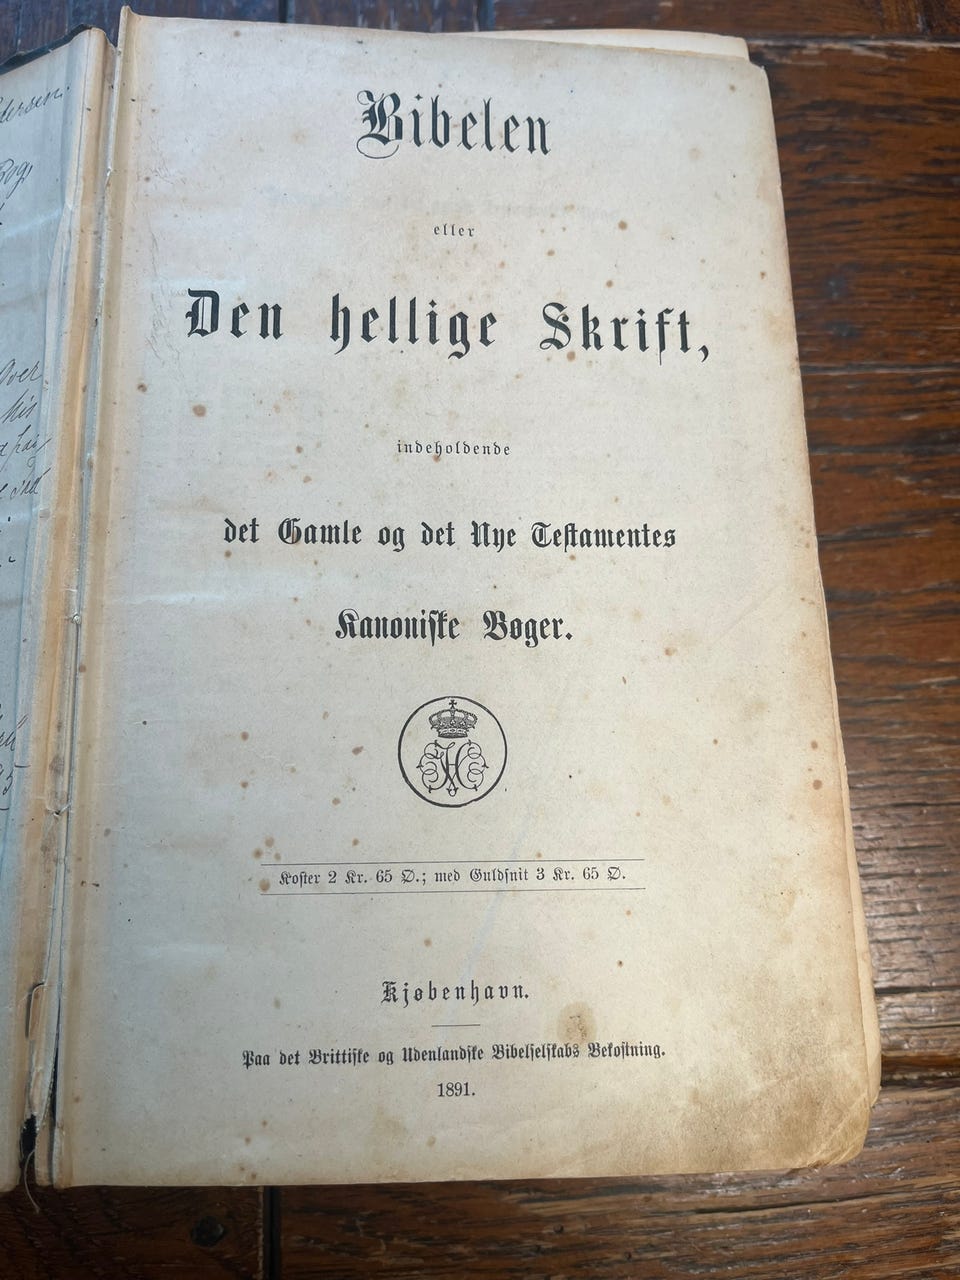 Bibelen
eller
Den hellige Skrift,
indeholdende
det Gamle og det Nye Testamentes
Kanoniske Bøger.
Koster 2 Kr. 65 Ø.; med Guldsnit 3 Kr. 65 Ø.
Kjøbenhavn.
Paa det Brittiske og Udenlandske Bibelselskabs Bekostning.
1891.